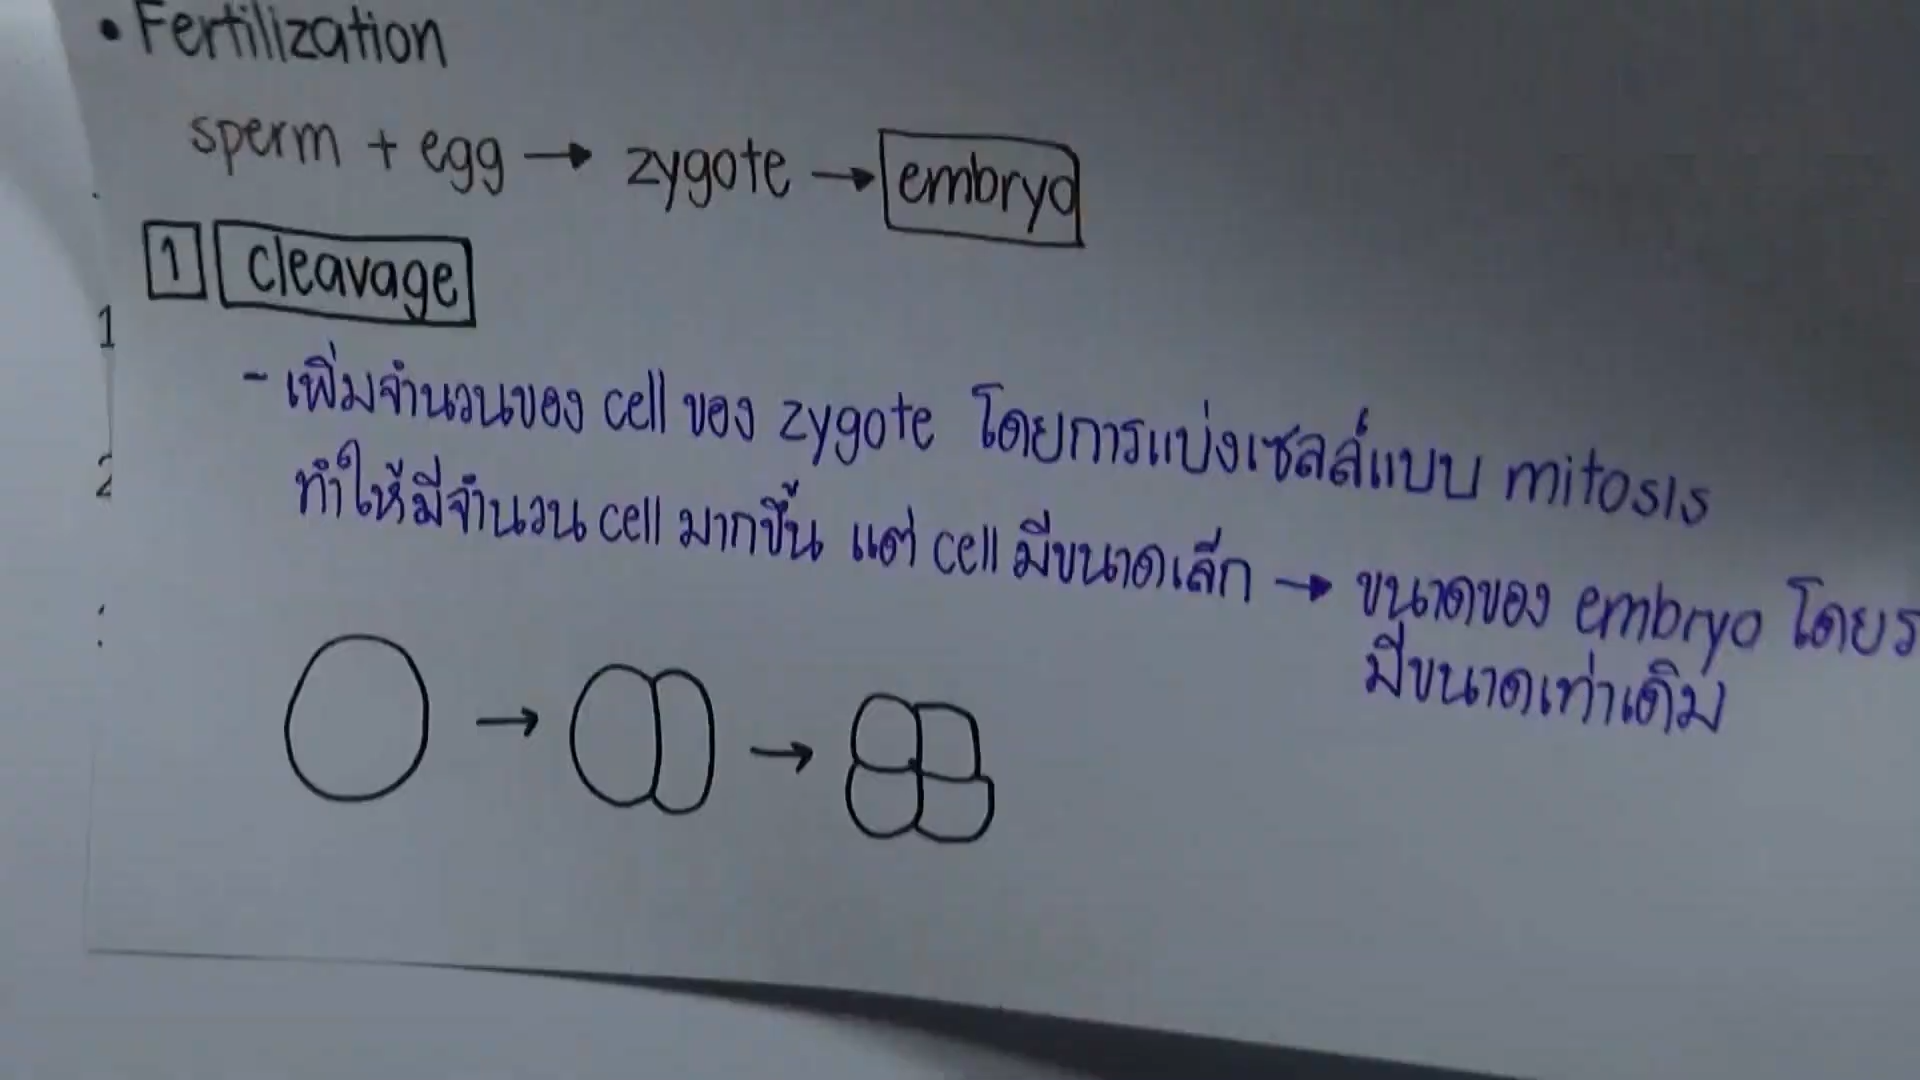 • Fertilization
sperm + egg → zygote → embryo
1 cleavage
1
- เพิ่มจำนวนของ cell ของ zygote โดยการแบ่งเซลล์แบบ mitosis
2
ทำให้มีจำนวน cell มากขึ้น แต่ cell มีขนาดเล็ก → ขนาดของ embryo โดยร
มีขนาดเท่าเดิม